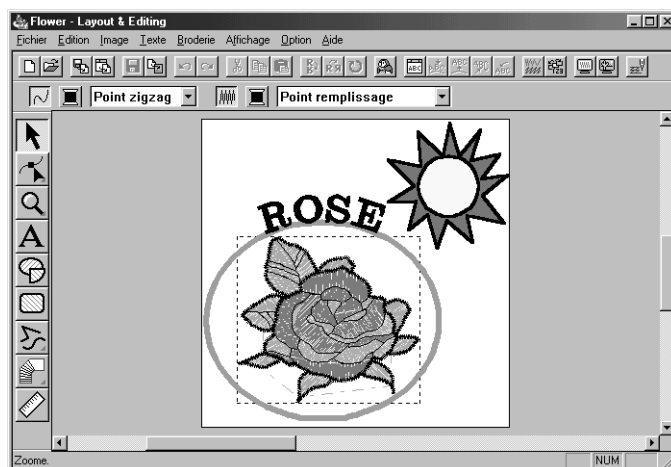 Flower - Layout & Editing
Fichier Edition Image Texte Broderie Affichage Option Aide
Point zigzag Point remplissage
ROSE
A
Zoome. NUM